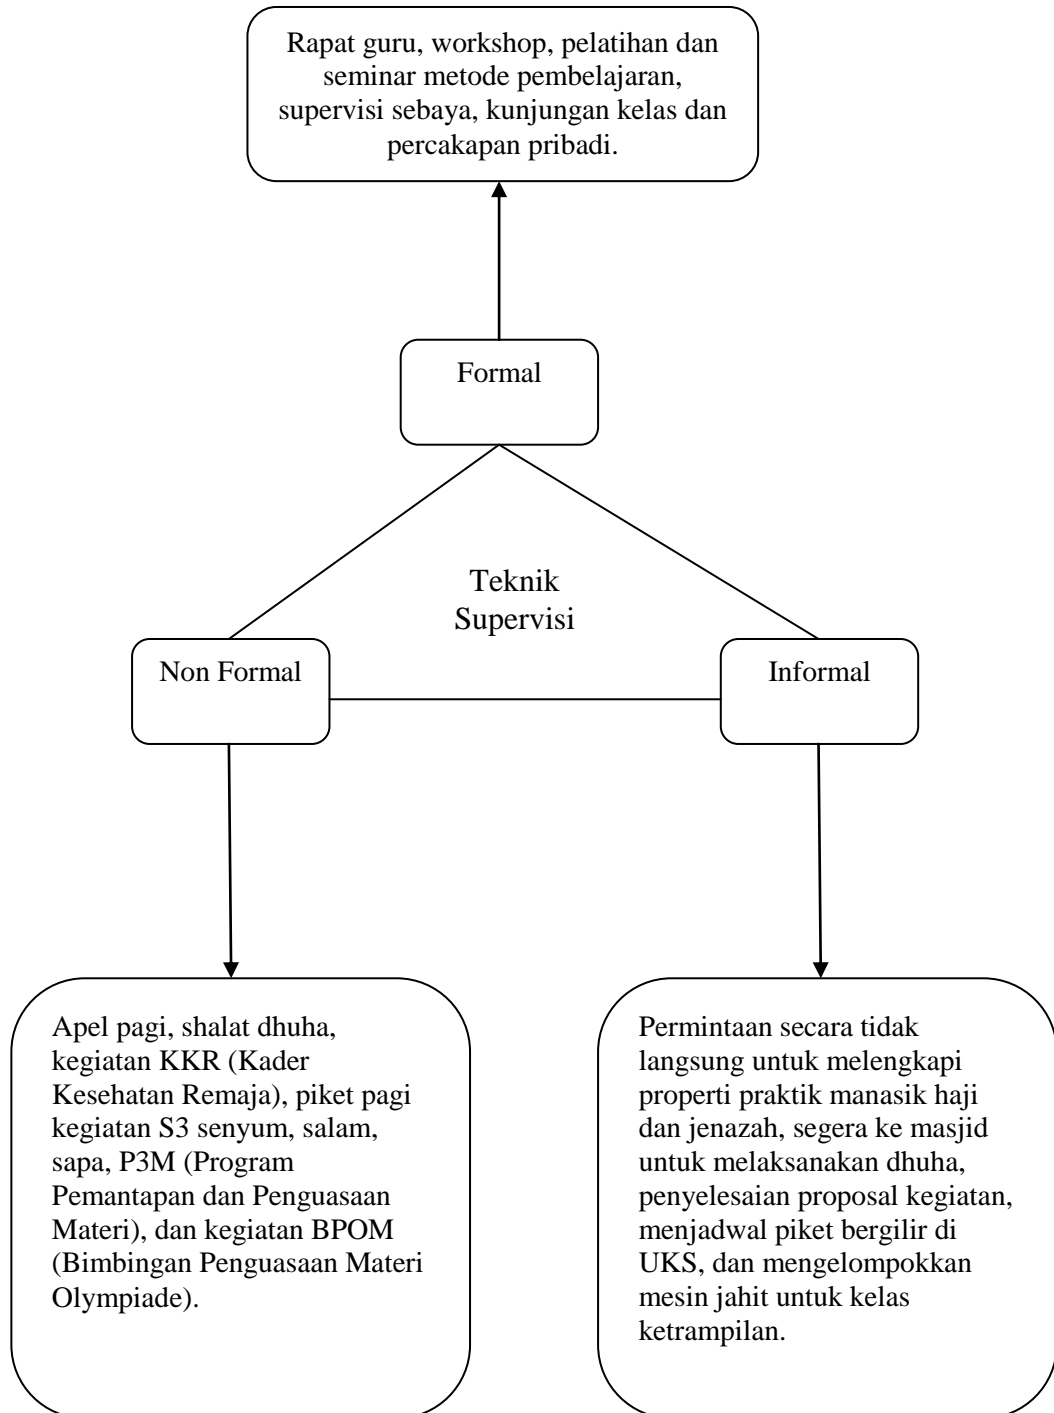 Rapat guru, workshop, pelatihan dan
seminar metode pembelajaran,
supervisi sebaya, kunjungan kelas dan
percakapan pribadi.
Formal
Teknik
Supervisi
Non Formal
Informal
Apel pagi, shalat dhuha,
kegiatan KKR (Kader
Kesehatan Remaja), piket pagi
kegiatan S3 senyum, salam,
sapa, P3M (Program
Pemantapan dan Penguasaan
Materi), dan kegiatan BPOM
(Bimbingan Penguasaan Materi
Olympiade).
Permintaan secara tidak
langsung untuk melengkapi
properti praktik manasik haji
dan jenazah, segera ke masjid
untuk melaksanakan dhuha,
penyelesaian proposal kegiatan,
menjadwal piket bergilir di
UKS, dan mengelompokkan
mesin jahit untuk kelas
ketrampilan.